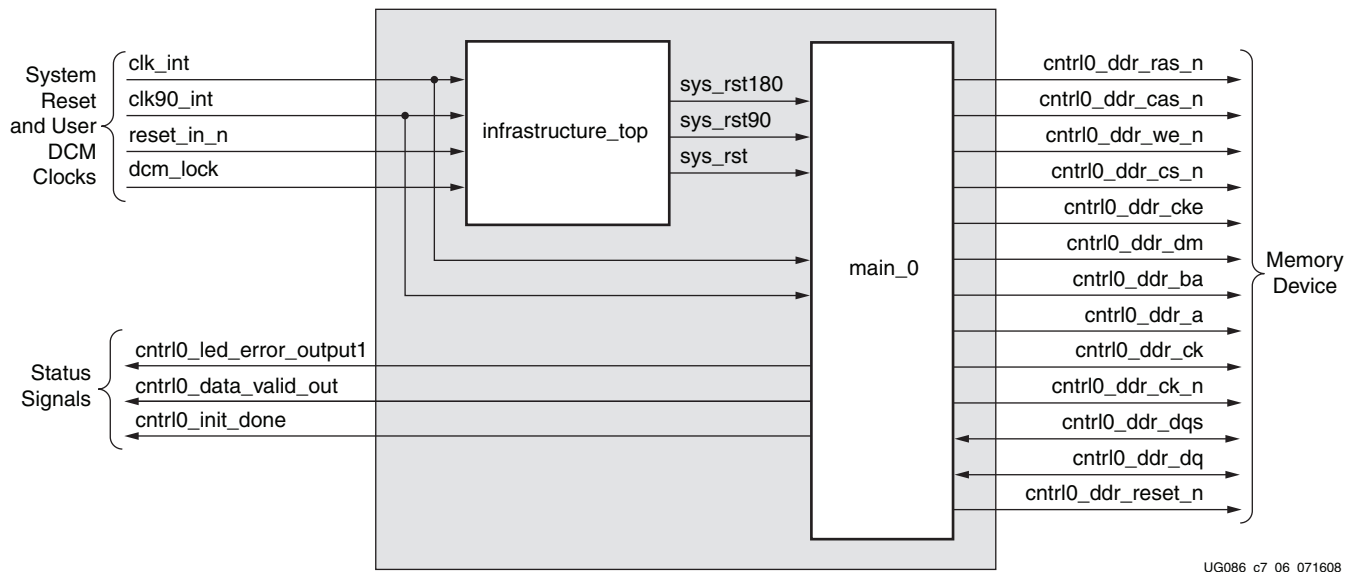 System
Reset
and User
DCM
Clocks
clk_int
clk90_int
reset_in_n
dcm_lock
infrastructure_top
sys_rst180
sys_rst90
sys_rst
main_0
cntrl0_ddr_ras_n
cntrl0_ddr_cas_n
cntrl0_ddr_we_n
cntrl0_ddr_cs_n
cntrl0_ddr_cke
cntrl0_ddr_dm
cntrl0_ddr_ba
cntrl0_ddr_a
cntrl0_ddr_ck
cntrl0_ddr_ck_n
cntrl0_ddr_dqs
cntrl0_ddr_dq
cntrl0_ddr_reset_n
Memory
Device
Status
Signals
cntrl0_led_error_output1
cntrl0_data_valid_out
cntrl0_init_done
UG086_c7_06_071608